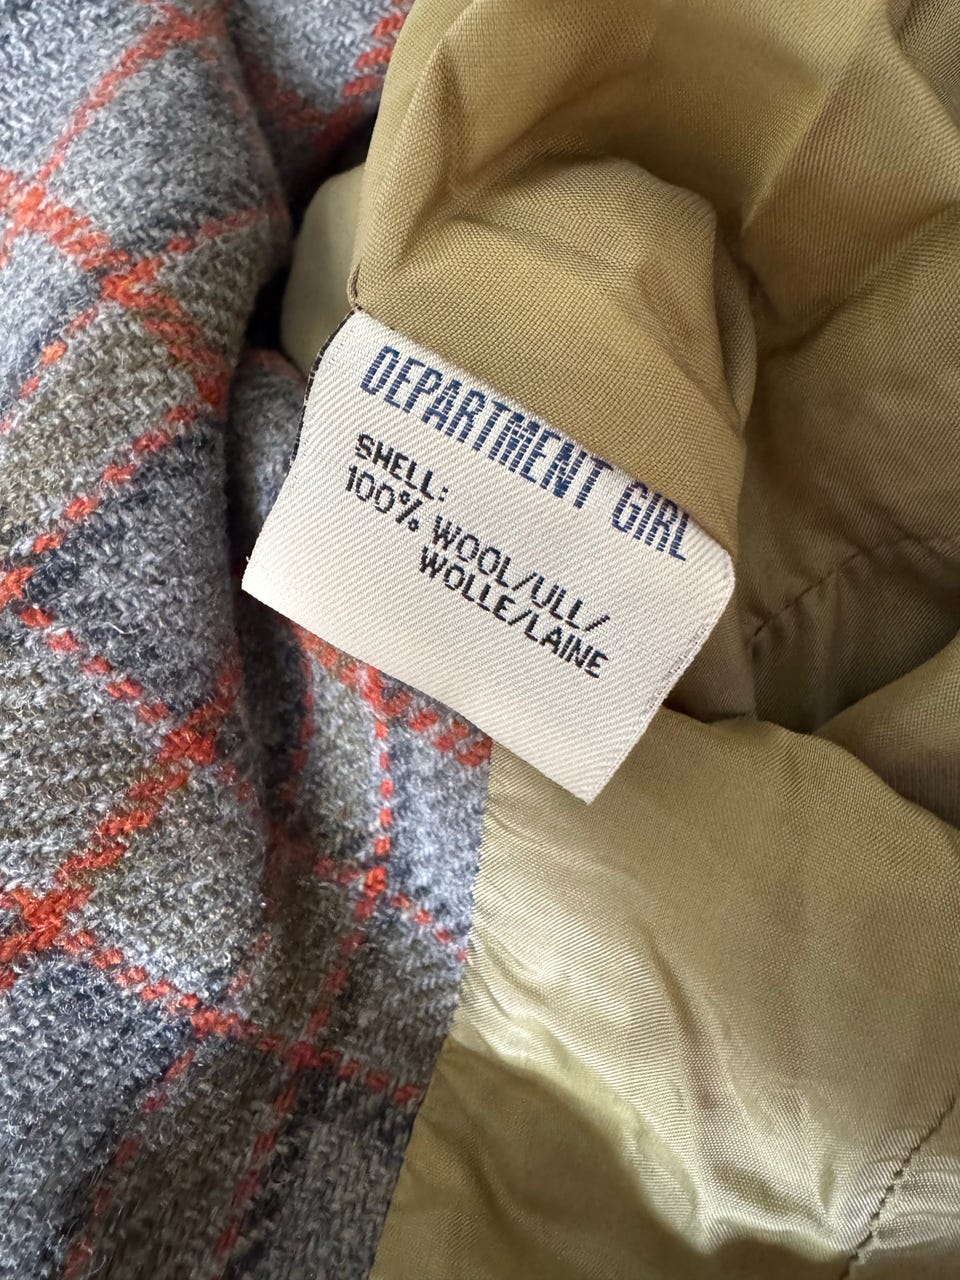 DEPARTMENT GIRL
SHELL:
100% WOOL/ULL/
WOLLE/LAINE